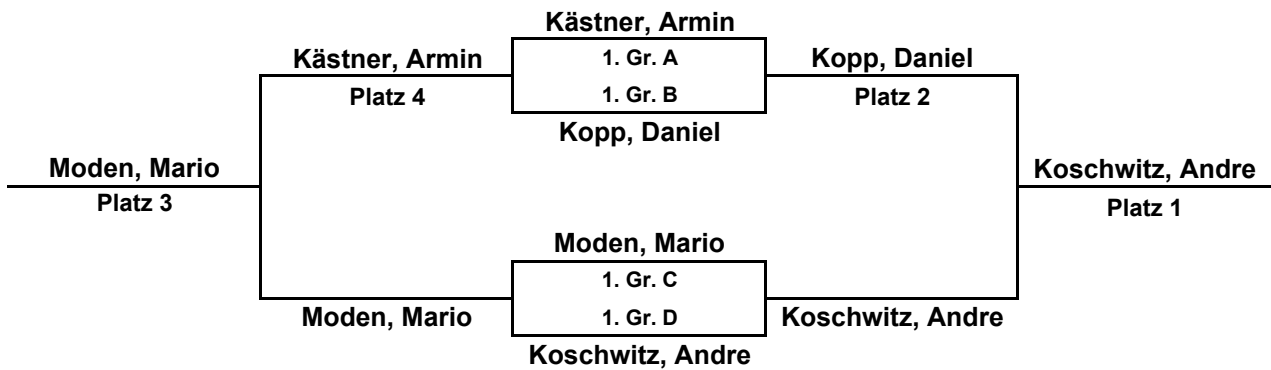 Kästner, Armin
Kästner, Armin 1. Gr. A Kopp, Daniel
Platz 4 1. Gr. B Platz 2
Kopp, Daniel
Moden, Mario Koschwitz, Andre
Platz 3 Platz 1
Moden, Mario
1. Gr. C
Moden, Mario 1. Gr. D Koschwitz, Andre
Koschwitz, Andre